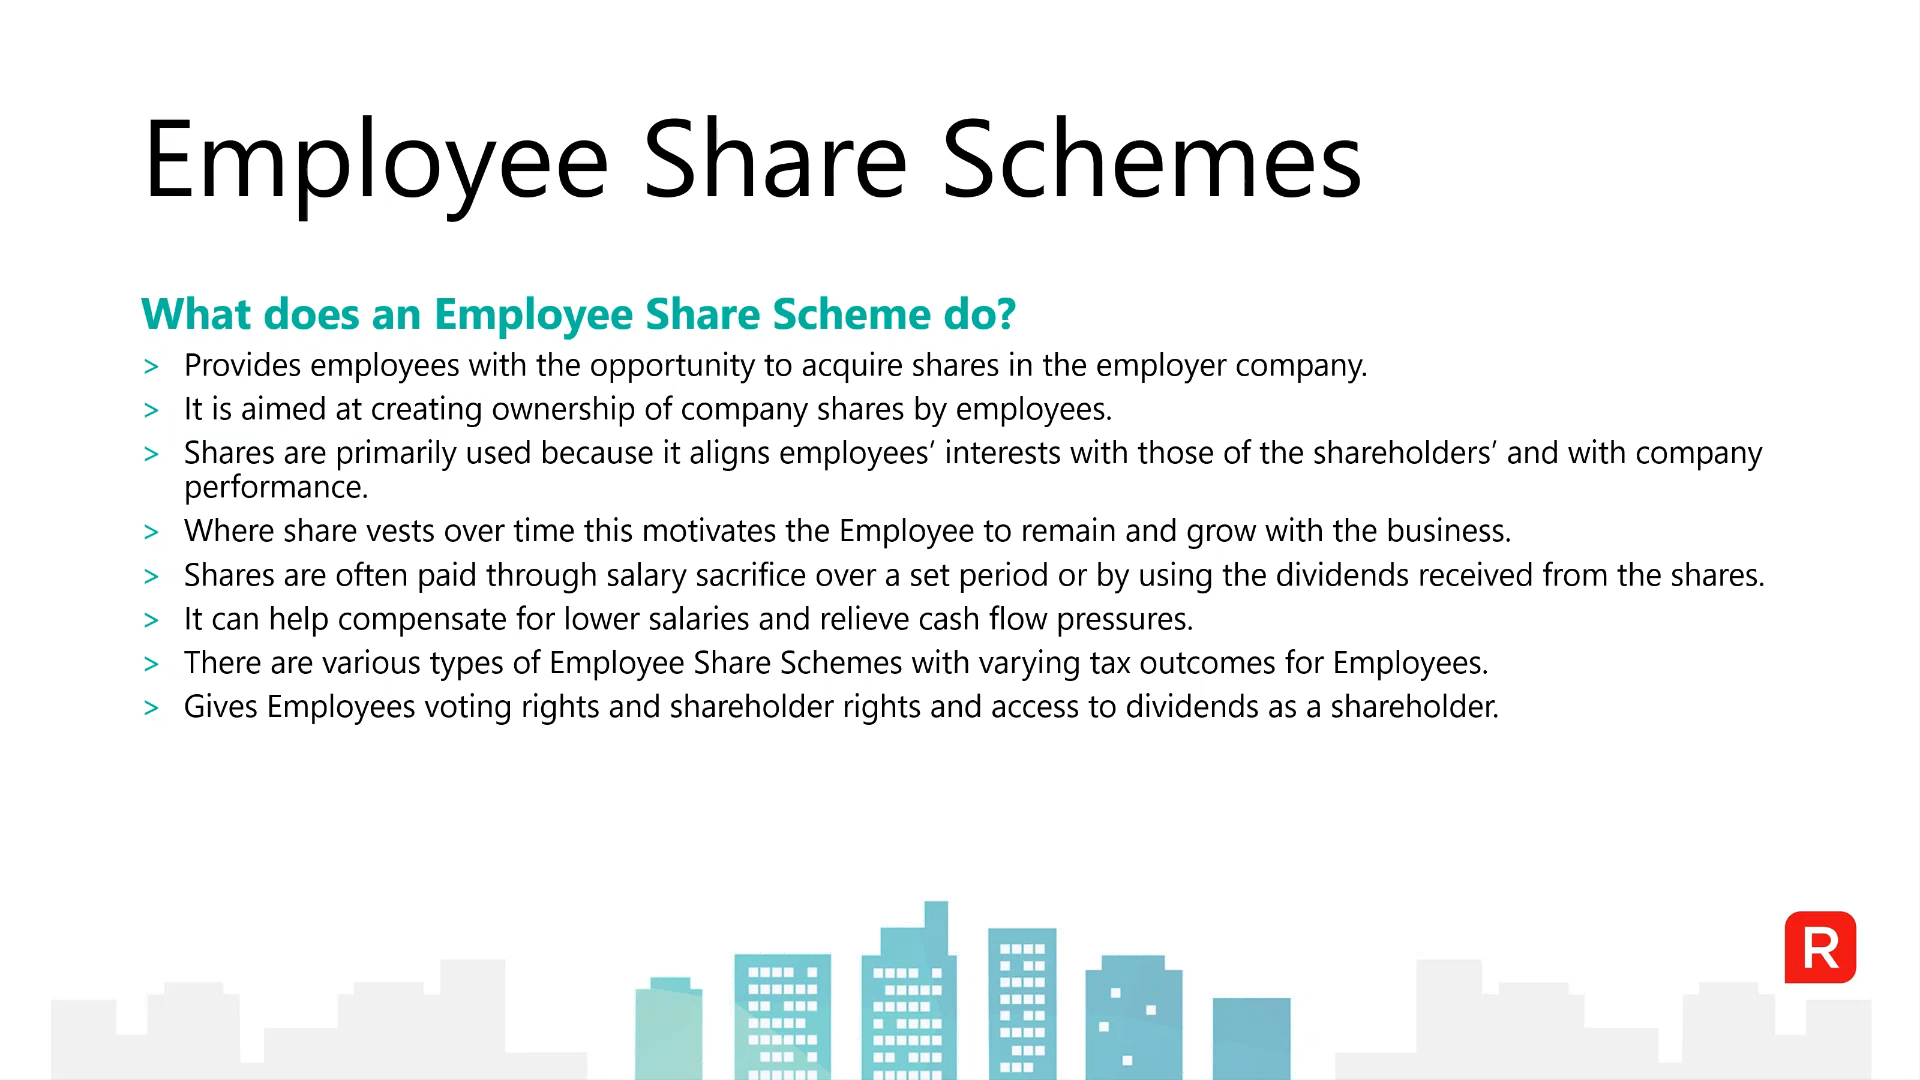 Employee Share Schemes
What does an Employee Share Scheme do?
> Provides employees with the opportunity to acquire shares in the employer company.
> It is aimed at creating ownership of company shares by employees.
> Shares are primarily used because it aligns employees’ interests with those of the shareholders’ and with company
performance.
> Where share vests over time this motivates the Employee to remain and grow with the business.
> Shares are often paid through salary sacrifice over a set period or by using the dividends received from the shares.
> It can help compensate for lower salaries and relieve cash flow pressures.
> There are various types of Employee Share Schemes with varying tax outcomes for Employees.
> Gives Employees voting rights and shareholder rights and access to dividends as a shareholder.
R